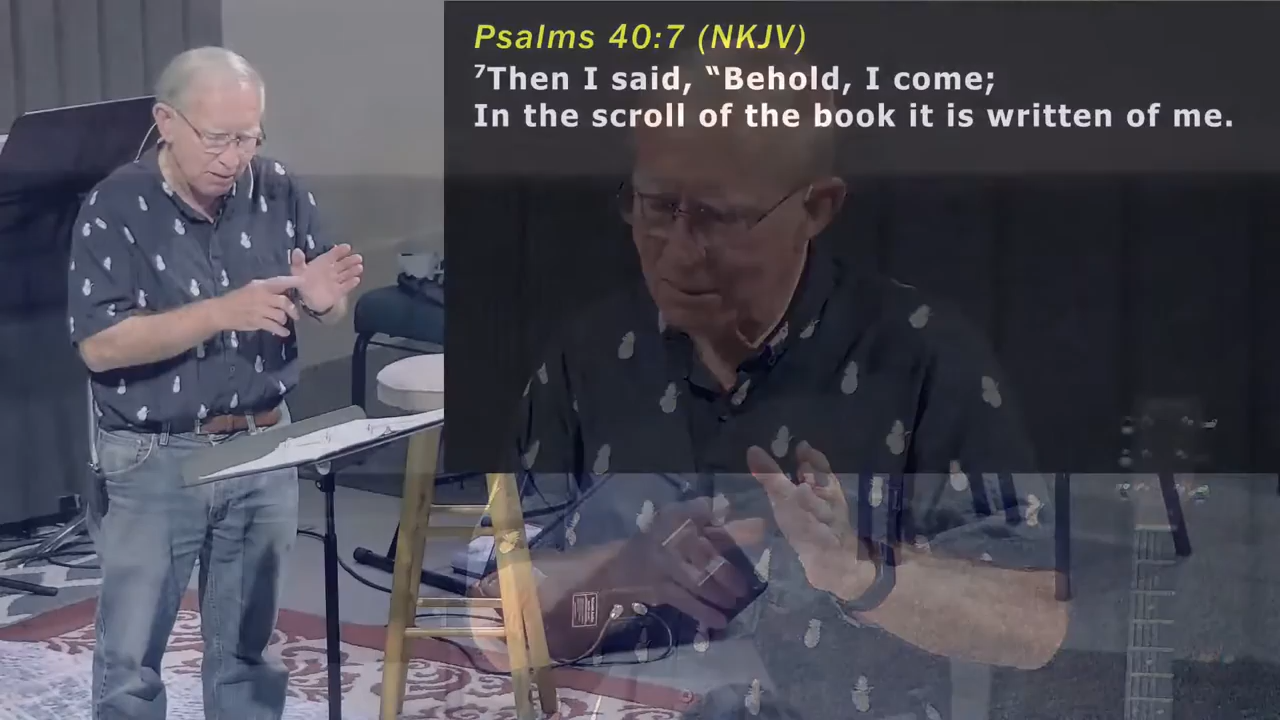 Psalms 40:7 (NKJV)
⁷Then I said, “Behold, I come;
In the scroll of the book it is written of me.